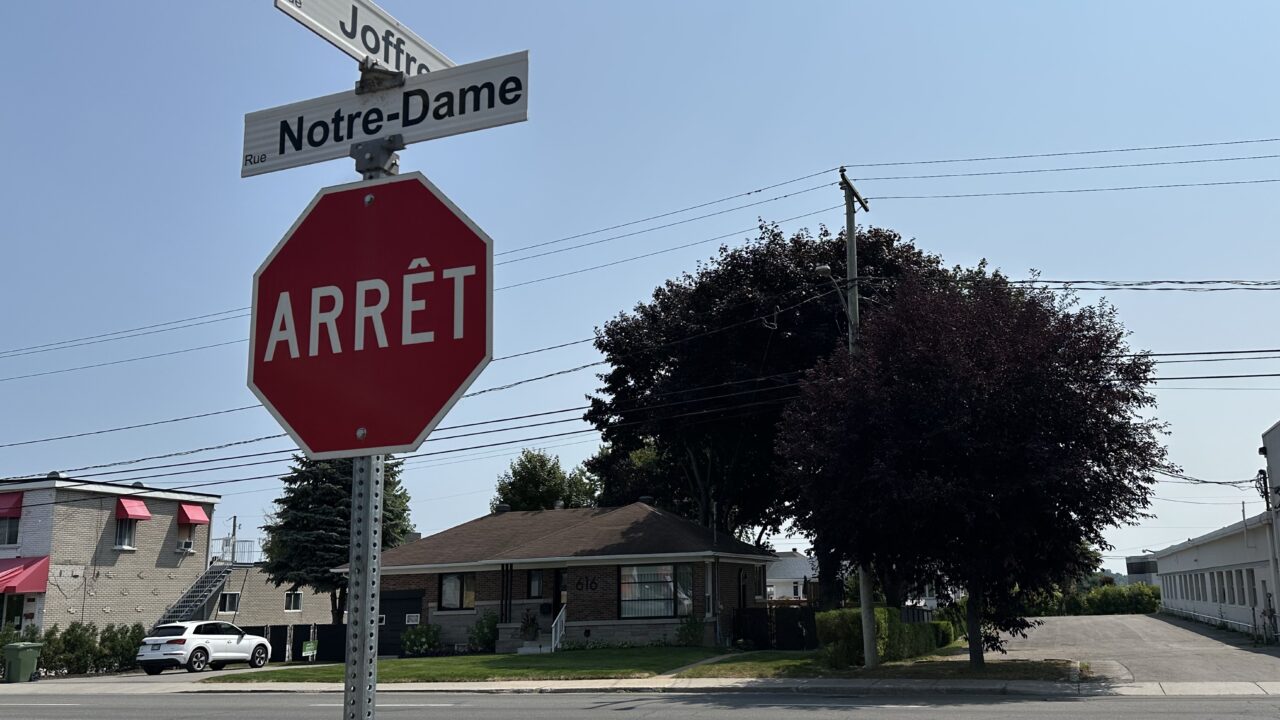 Joffre
Rue Notre-Dame
ARRÊT
616